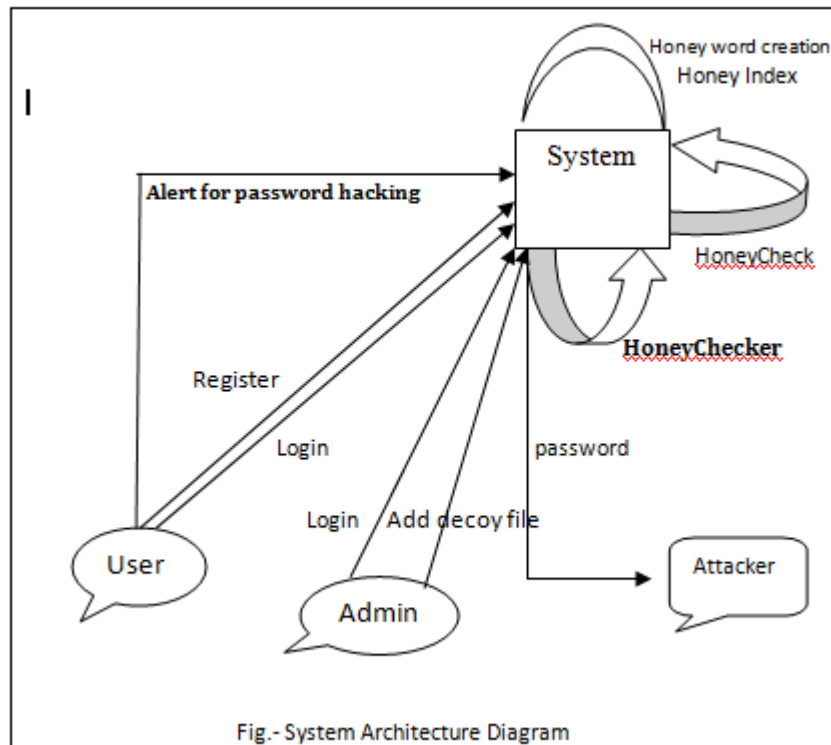 Honey word creation
Honey Index
System
Alert for password hacking
HoneyCheck
HoneyChecker
Register
Login
password
Login
Add decoy file
User
Admin
Attacker
Fig.- System Architecture Diagram